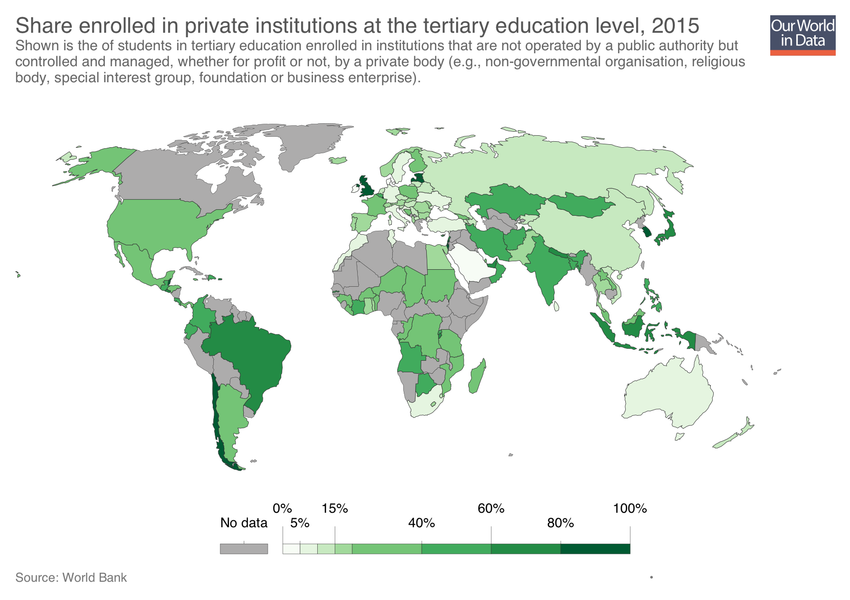 Share enrolled in private institutions at the tertiary education level, 2015
Shown is the of students in tertiary education enrolled in institutions that are not operated by a public authority but
controlled and managed, whether for profit or not, by a private body (e.g., non-governmental organisation, religious
body, special interest group, foundation or business enterprise).
Our World
in Data
0% 15% 60% 100%
No data 5% 40% 80%
Source: World Bank